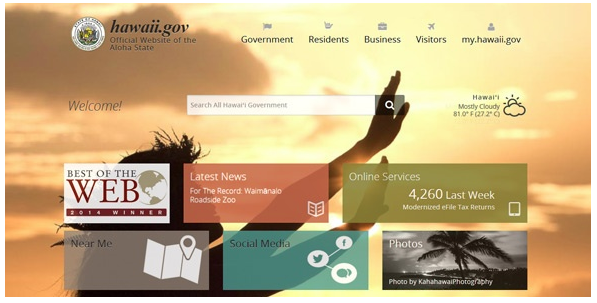 hawaii.gov
Official Website of the
Aloha State
Government
Residents
Business
Visitors
my.hawaii.gov
Welcome!
Search All Hawai'i Government
Hawai'i
Mostly Cloudy
81.0° F (27.2° C)
BEST OF THE
WEB
2014 WINNER
Latest News
For The Record: Waimānalo
Roadside Zoo
Online Services
4,260 Last Week
Modernized eFile Tax Returns
Near Me
Social Media
Photos
Photo by KahahawaiPhotography